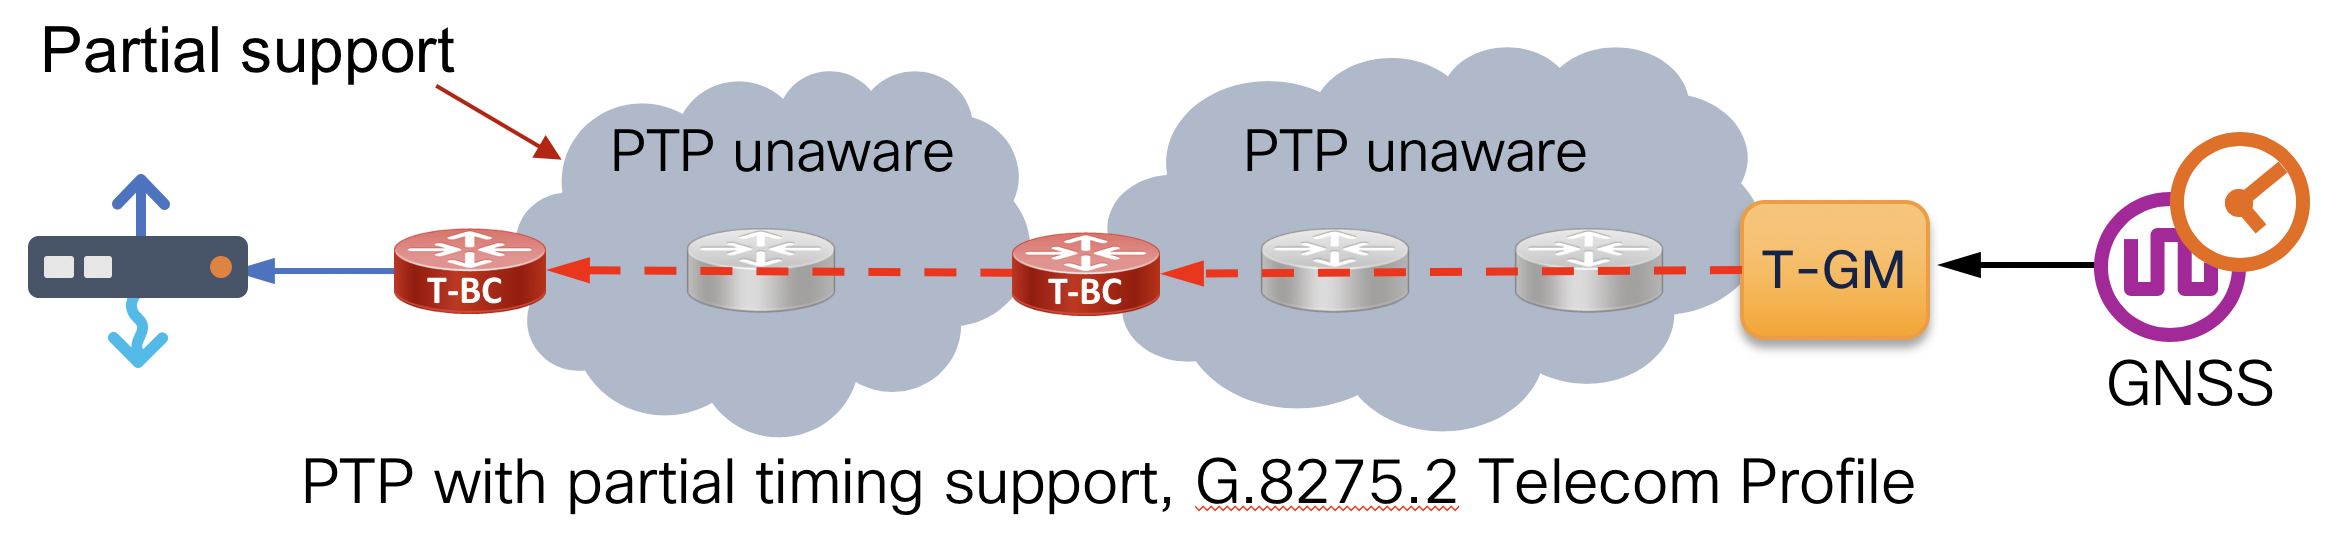 Partial support
PTP unaware
PTP unaware
T-BC
T-BC
T-GM
GNSS
PTP with partial timing support, G.8275.2 Telecom Profile